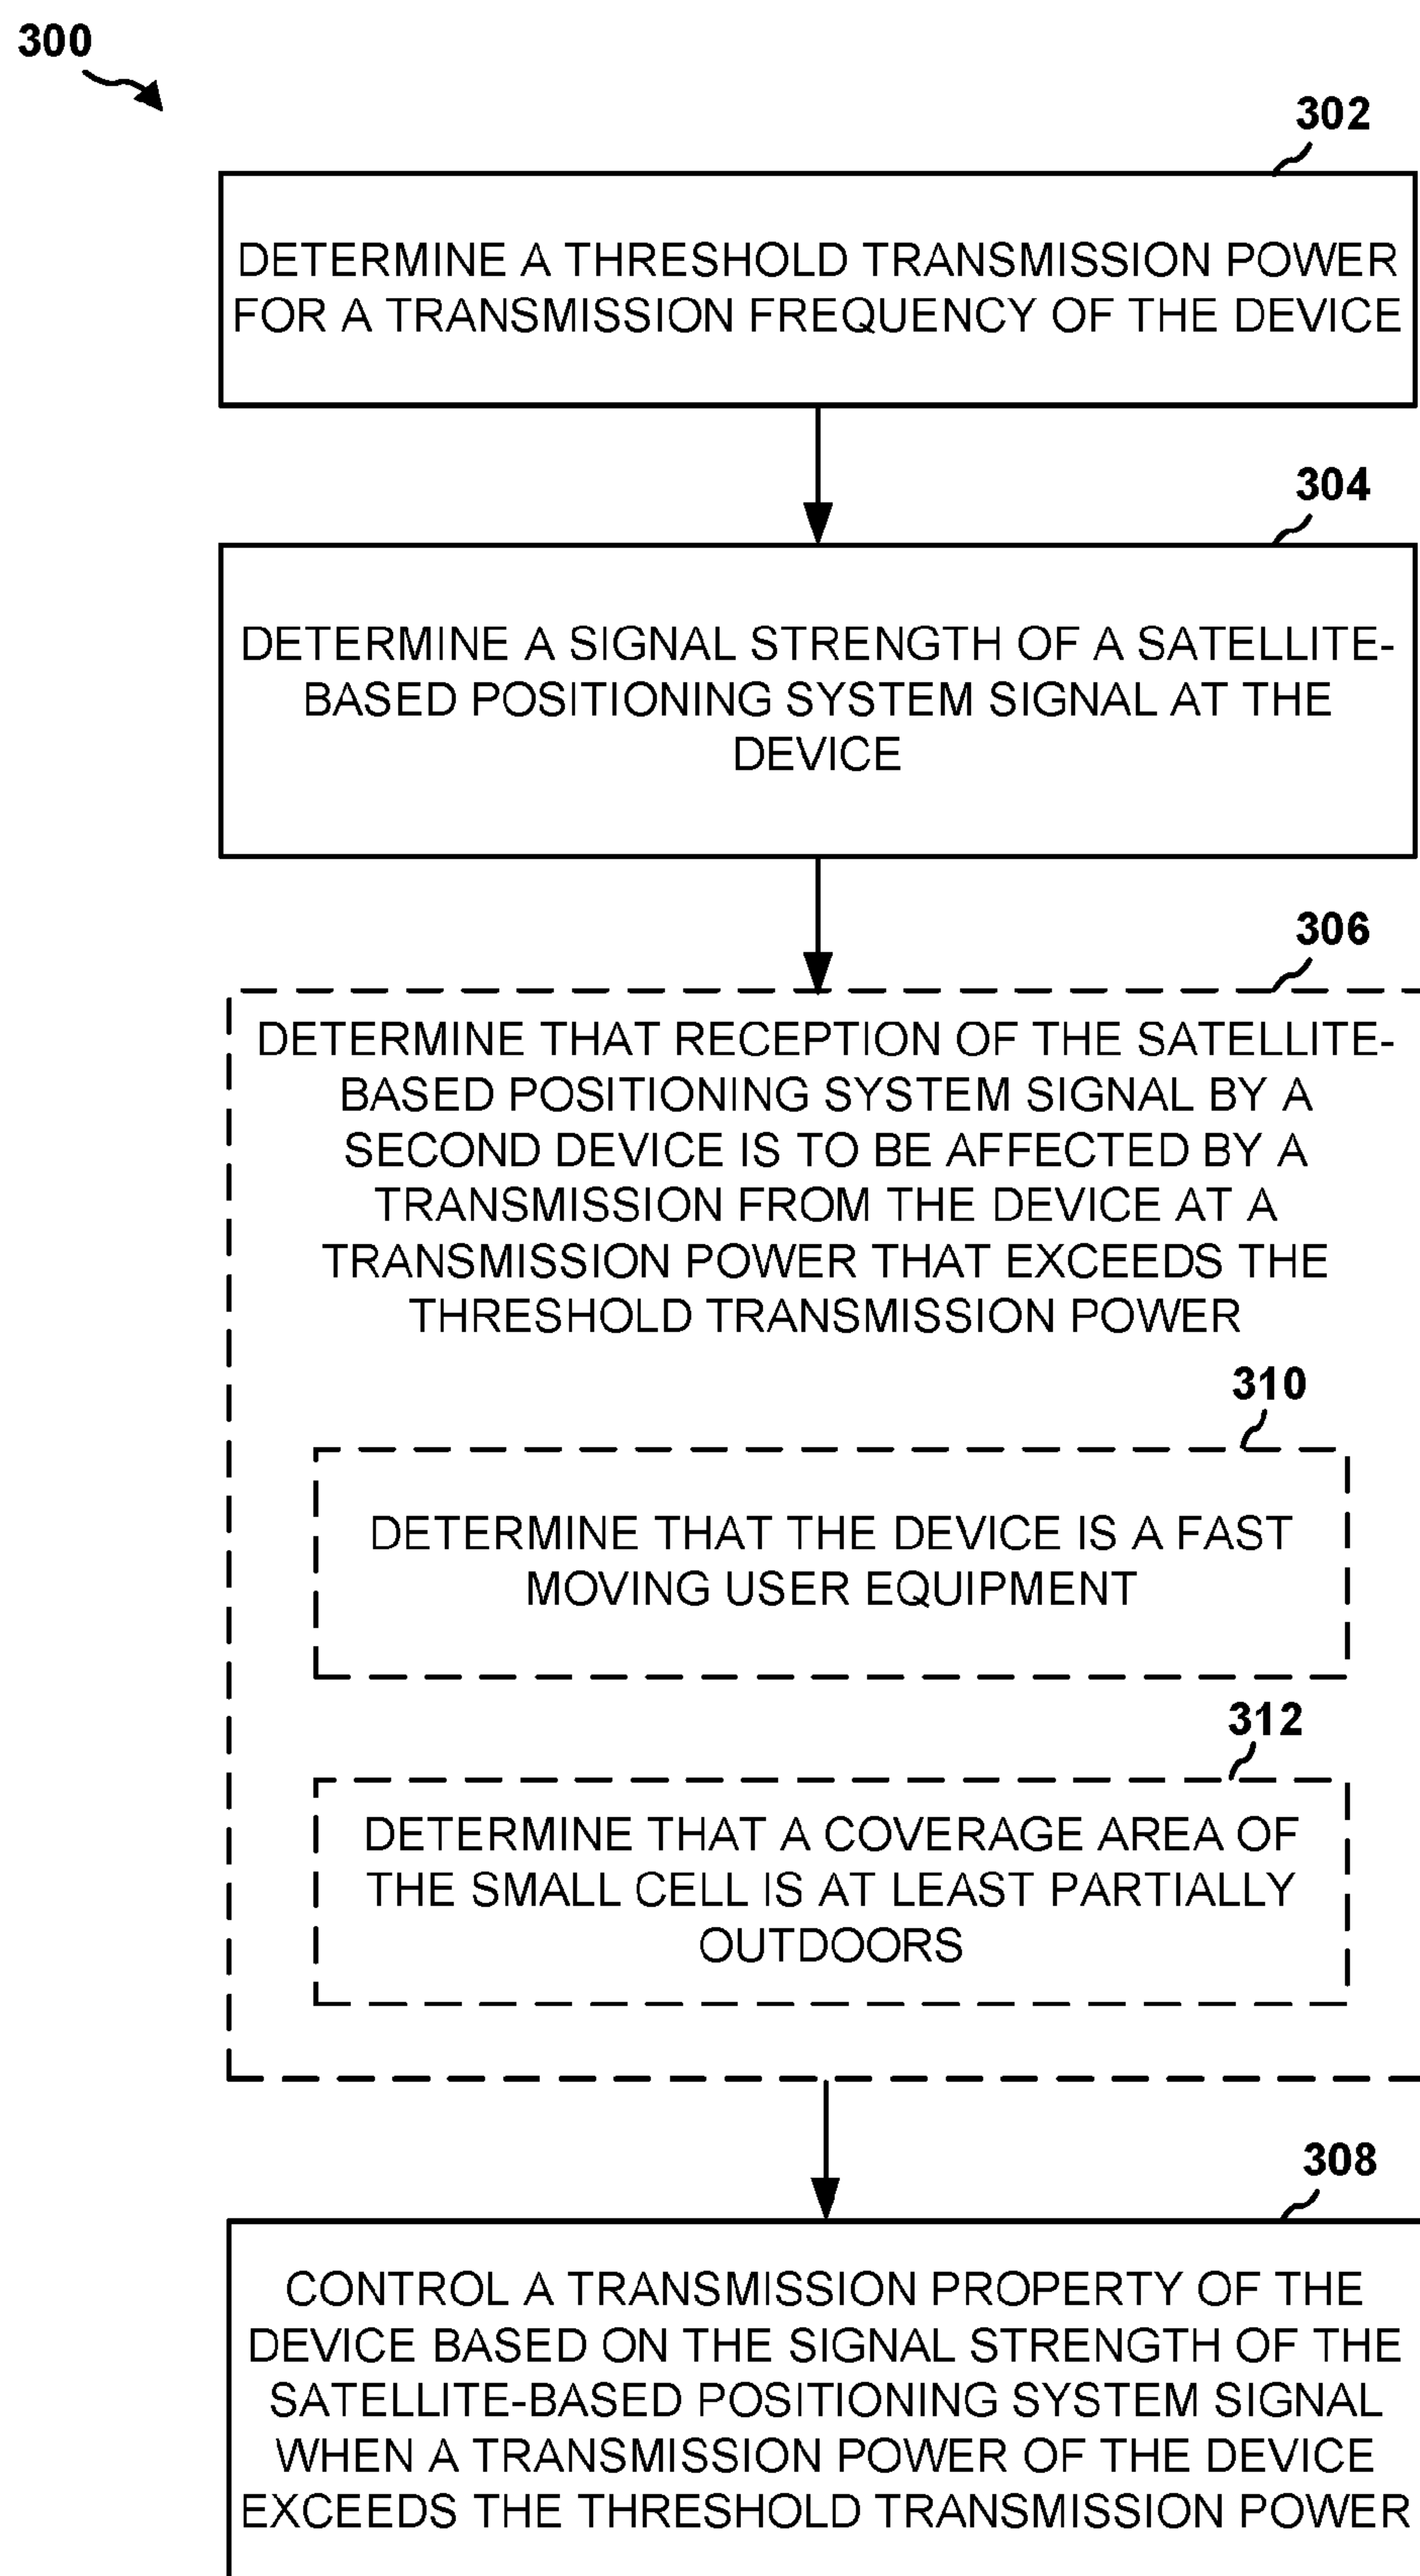 300
302
DETERMINE A THRESHOLD TRANSMISSION POWER
FOR A TRANSMISSION FREQUENCY OF THE DEVICE
304
DETERMINE A SIGNAL STRENGTH OF A SATELLITE-
BASED POSITIONING SYSTEM SIGNAL AT THE
DEVICE
306
DETERMINE THAT RECEPTION OF THE SATELLITE-
BASED POSITIONING SYSTEM SIGNAL BY A
SECOND DEVICE IS TO BE AFFECTED BY A
TRANSMISSION FROM THE DEVICE AT A
TRANSMISSION POWER THAT EXCEEDS THE
THRESHOLD TRANSMISSION POWER
310
DETERMINE THAT THE DEVICE IS A FAST
MOVING USER EQUIPMENT
312
DETERMINE THAT A COVERAGE AREA OF
THE SMALL CELL IS AT LEAST PARTIALLY
OUTDOORS
308
CONTROL A TRANSMISSION PROPERTY OF THE
DEVICE BASED ON THE SIGNAL STRENGTH OF THE
SATELLITE-BASED POSITIONING SYSTEM SIGNAL
WHEN A TRANSMISSION POWER OF THE DEVICE
EXCEEDS THE THRESHOLD TRANSMISSION POWER